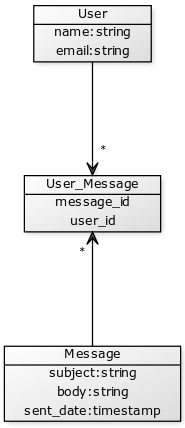 User
name:string
email:string
*
User_Message
message_id
user_id
*
Message
subject:string
body:string
sent_date:timestamp